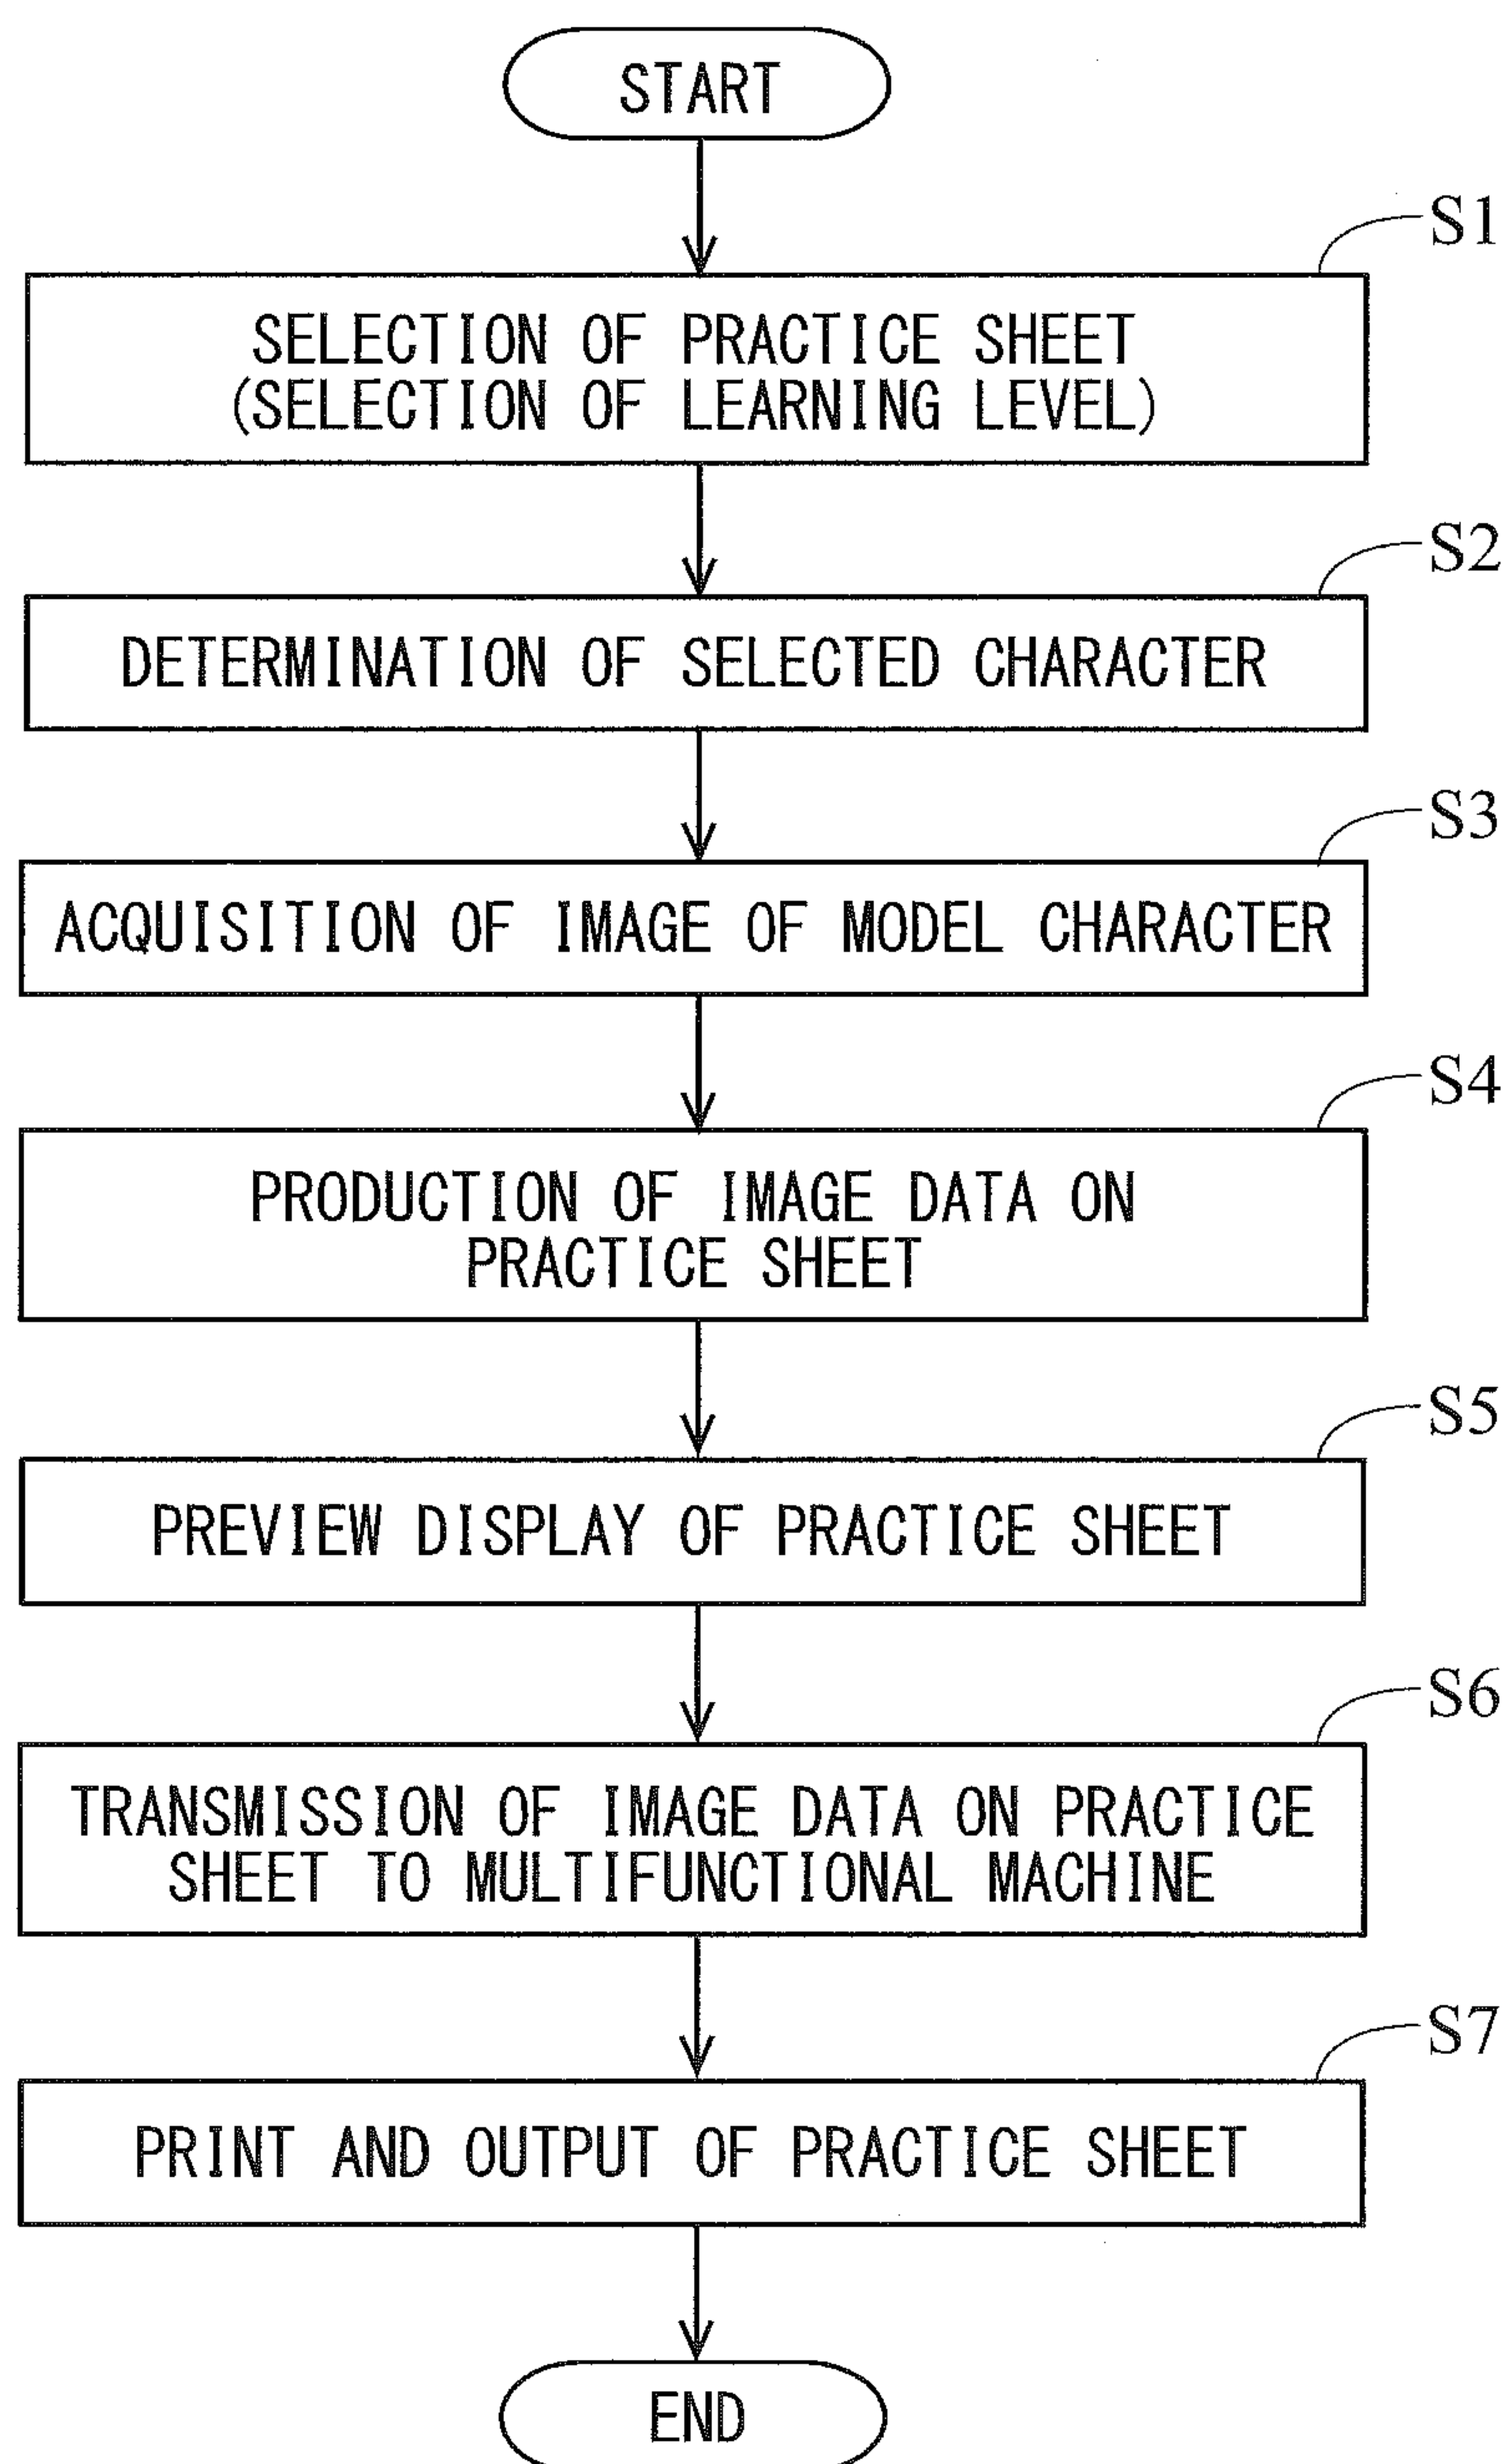 START
S1
SELECTION OF PRACTICE SHEET
(SELECTION OF LEARNING LEVEL)
S2
DETERMINATION OF SELECTED CHARACTER
S3
ACQUISITION OF IMAGE OF MODEL CHARACTER
S4
PRODUCTION OF IMAGE DATA ON
PRACTICE SHEET
S5
PREVIEW DISPLAY OF PRACTICE SHEET
S6
TRANSMISSION OF IMAGE DATA ON PRACTICE
SHEET TO MULTIFUNCTIONAL MACHINE
S7
PRINT AND OUTPUT OF PRACTICE SHEET
END